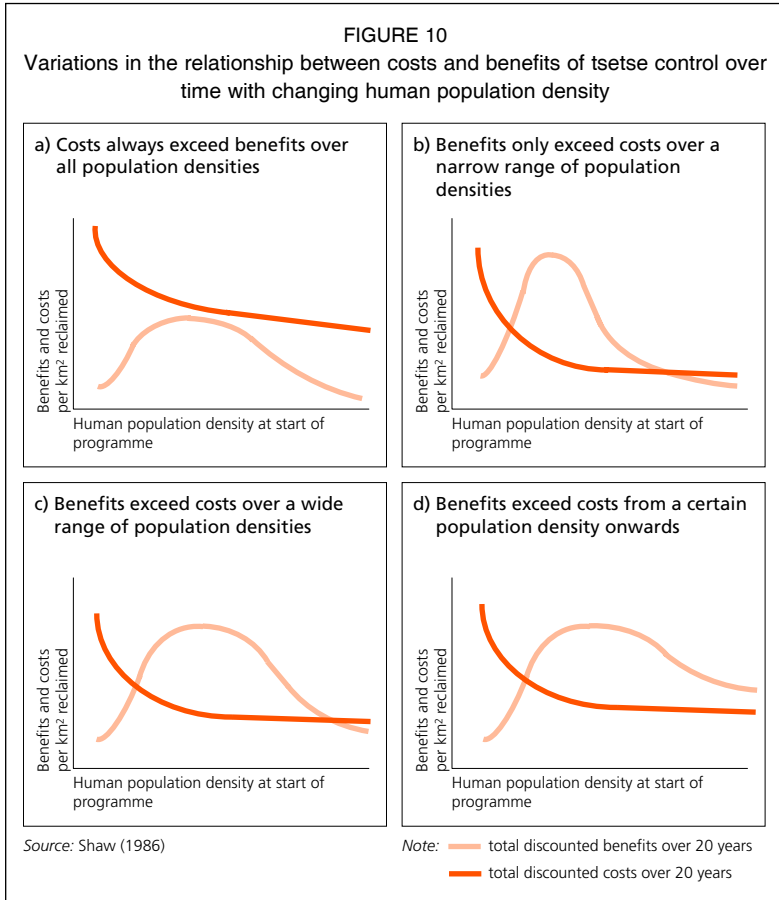 FIGURE 10
Variations in the relationship between costs and benefits of tsetse control over
time with changing human population density
a) Costs always exceed benefits over
all population densities
Benefits and costs
per km² reclaimed
Human population density at start of
programme
b) Benefits only exceed costs over a
narrow range of population
densities
Benefits and costs
per km² reclaimed
Human population density at start of
programme
c) Benefits exceed costs over a wide
range of population densities
Benefits and costs
per km² reclaimed
Human population density at start of
programme
d) Benefits exceed costs from a certain
population density onwards
Benefits and costs
per km² reclaimed
Human population density at start of
programme
Source: Shaw (1986)
Note: total discounted benefits over 20 years
total discounted costs over 20 years